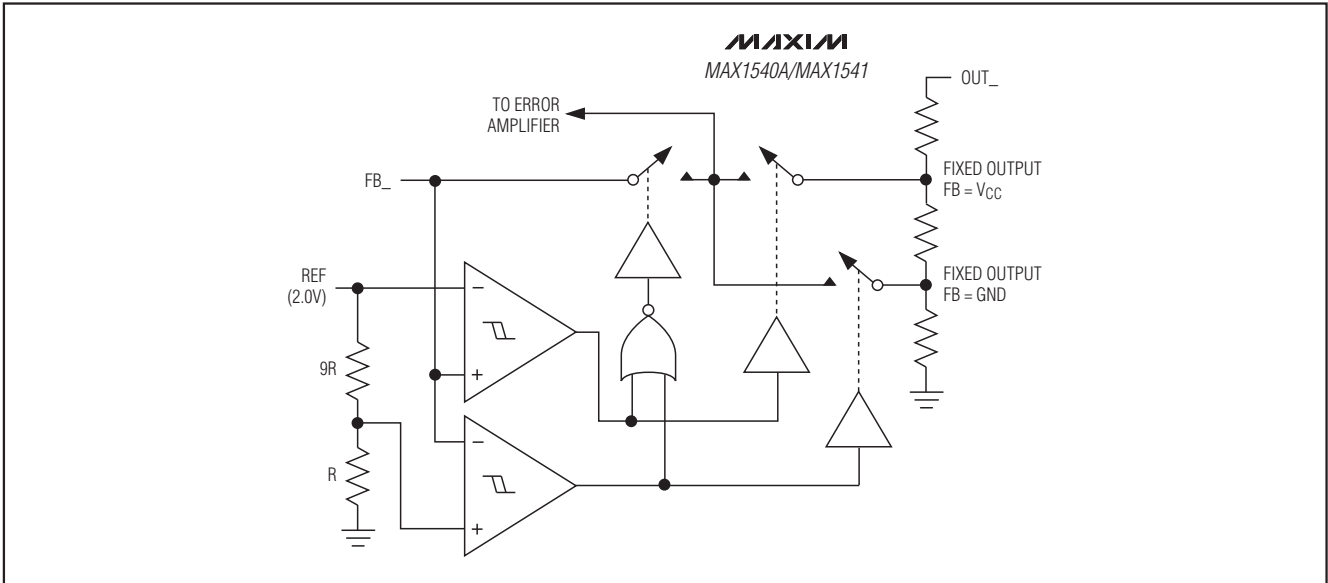 MAXIM
MAX1540A/MAX1541
OUT_
TO ERROR
AMPLIFIER
FB_
FIXED OUTPUT
FB = VCC
REF
(2.0V)
−
FIXED OUTPUT
FB = GND
9R
+
−
R
+